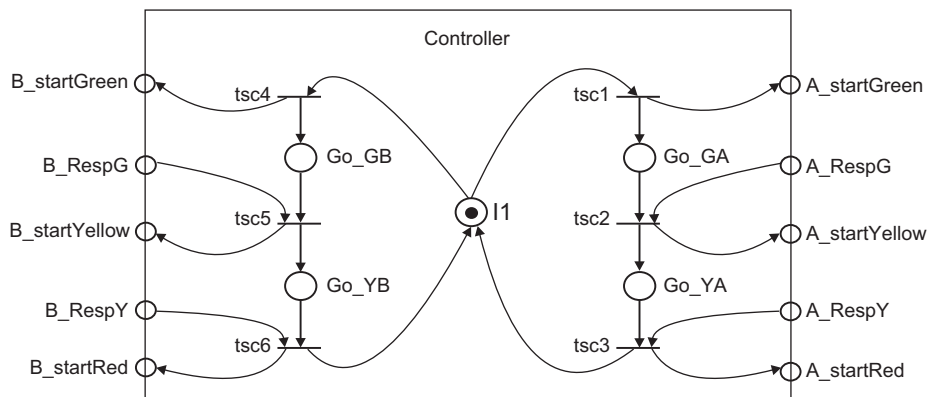 Controller
B_startGreen
tsc4
tsc1
A_startGreen
B_RespG
Go_GB
Go_GA
A_RespG
B_startYellow
tsc5
I1
tsc2
A_startYellow
Go_YB
Go_YA
B_RespY
A_RespY
tsc6
tsc3
B_startRed
A_startRed